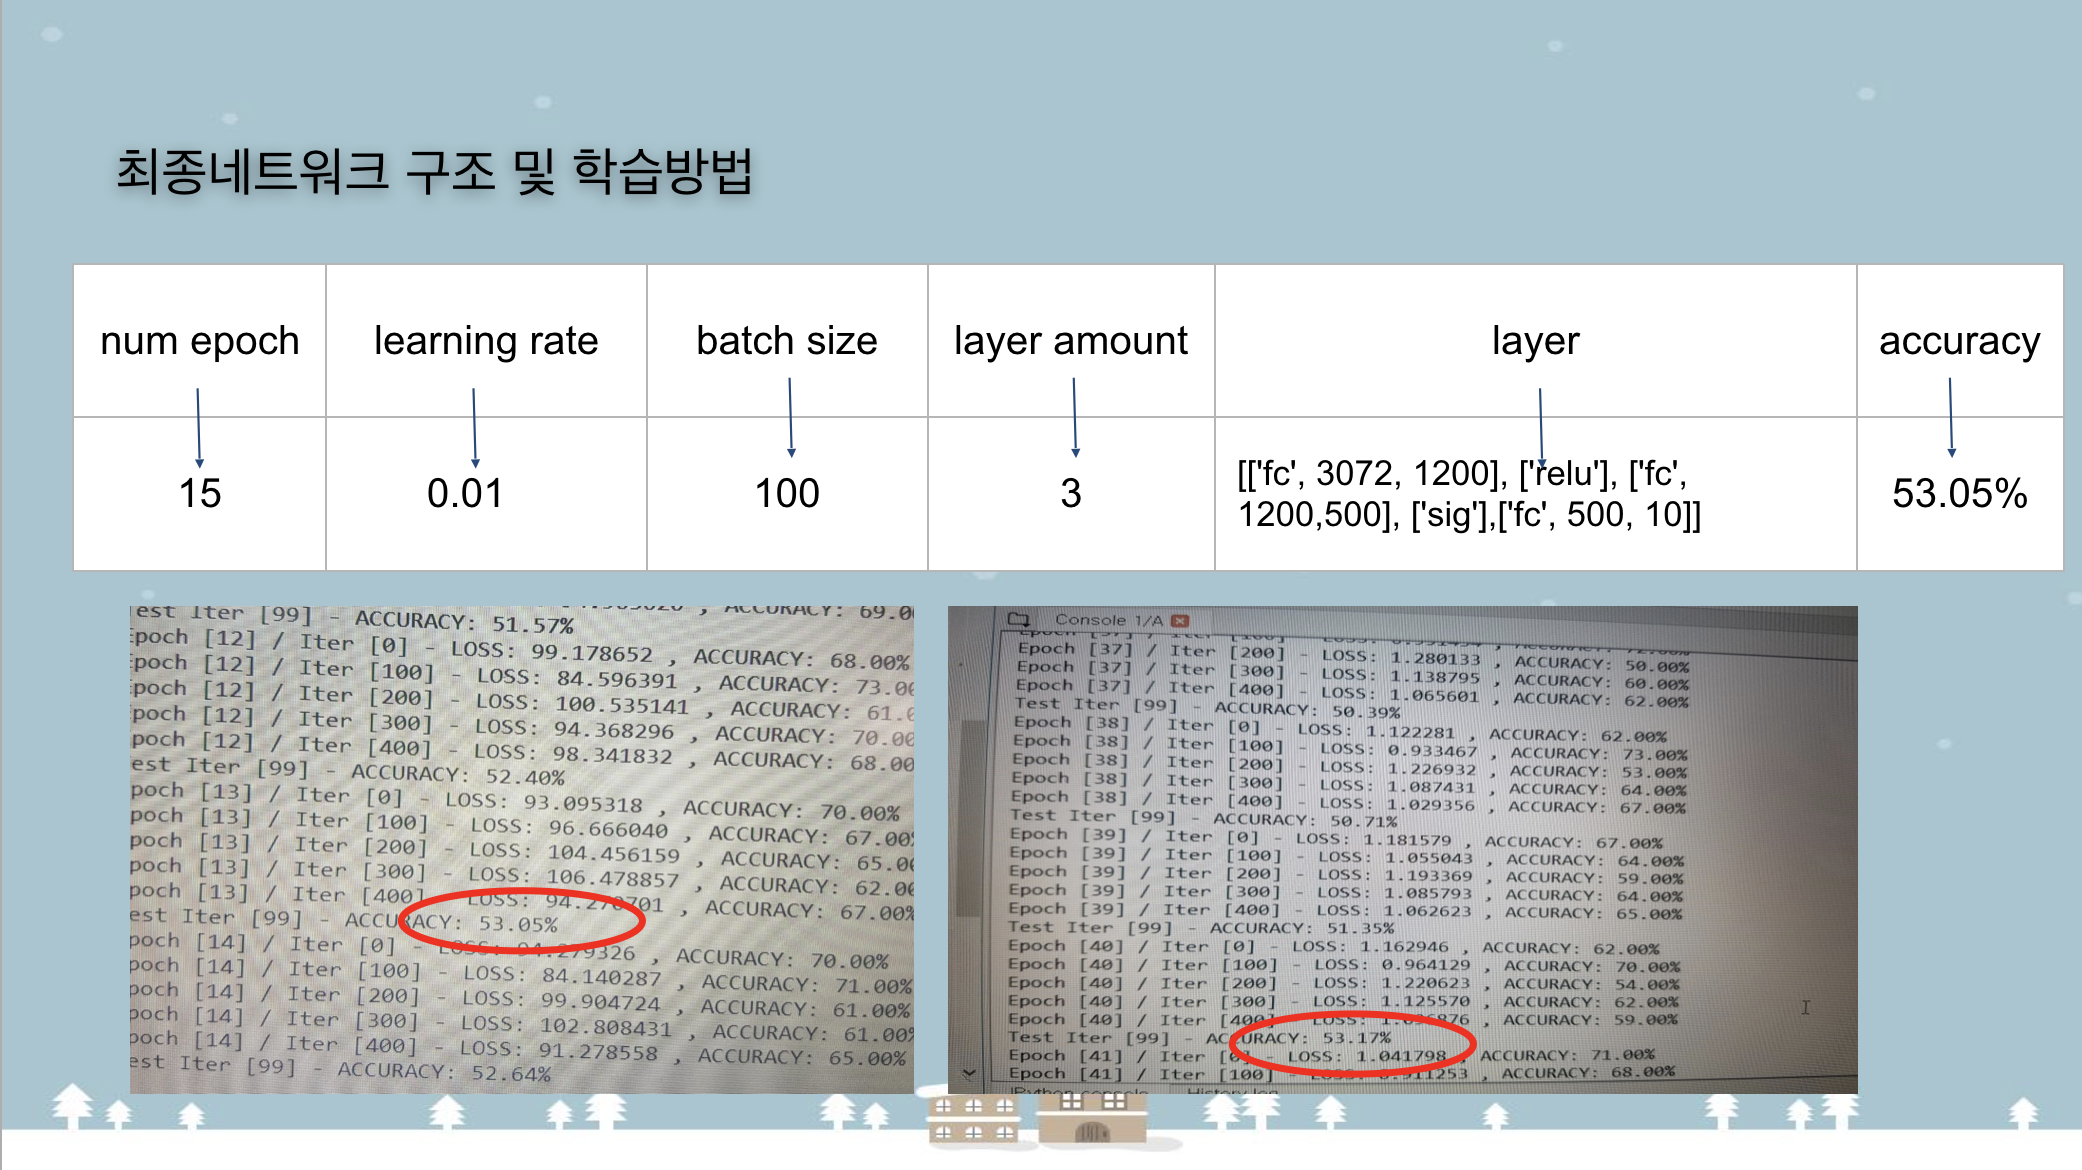 최종네트워크 구조 및 학습방법
num epoch
learning rate
batch size
layer amount
layer
accuracy
15
0.01
100
3
[['fc', 3072, 1200], ['relu'], ['fc',
1200,500], ['sig'],['fc', 500, 10]]
53.05%
est Iter [99] - ACCURACY: 51.57%
poch [12] / Iter [0] - LOSS: 99.178652 , ACCURACY: 68.00%
poch [12] / Iter [100] - LOSS: 84.596391 , ACCURACY: 73.00
poch [12] / Iter [200] - LOSS: 100.535141 , ACCURACY: 61.0
poch [12] / Iter [300] - LOSS: 94.368296 , ACCURACY: 70.00
poch [12] / Iter [400] - LOSS: 98.341832 , ACCURACY: 68.00
est Iter [99] - ACCURACY: 52.40%
poch [13] / Iter [0] - LOSS: 93.095318 , ACCURACY: 70.00%
poch [13] / Iter [100] - LOSS: 96.666040 , ACCURACY: 67.00%
poch [13] / Iter [200] - LOSS: 104.456159 , ACCURACY: 65.00
poch [13] / Iter [300] - LOSS: 106.478857 , ACCURACY: 62.00
poch [13] / Iter [400] - LOSS: 94.270701 , ACCURACY: 67.00%
est Iter [99] - ACCURACY: 53.05%
poch [14] / Iter [0] - LOSS: 94.279326 , ACCURACY: 70.00%
poch [14] / Iter [100] - LOSS: 84.140287 , ACCURACY: 71.00%
poch [14] / Iter [200] - LOSS: 99.904724 , ACCURACY: 61.00%
poch [14] / Iter [300] - LOSS: 102.808431 , ACCURACY: 61.00%
poch [14] / Iter [400] - LOSS: 91.278558 , ACCURACY: 65.00%
est Iter [99] - ACCURACY: 52.64%
Console 1/A
Epoch [37] / Iter [200] - LOSS: 1.280133 , ACCURACY: 50.00%
Epoch [37] / Iter [300] - LOSS: 1.138795 , ACCURACY: 60.00%
Epoch [37] / Iter [400] - LOSS: 1.065601 , ACCURACY: 62.00%
Test Iter [99] - ACCURACY: 50.39%
Epoch [38] / Iter [0] - LOSS: 1.122281 , ACCURACY: 62.00%
Epoch [38] / Iter [100] - LOSS: 0.933467 , ACCURACY: 73.00%
Epoch [38] / Iter [200] - LOSS: 1.226932 , ACCURACY: 53.00%
Epoch [38] / Iter [300] - LOSS: 1.087431 , ACCURACY: 64.00%
Epoch [38] / Iter [400] - LOSS: 1.029356 , ACCURACY: 67.00%
Test Iter [99] - ACCURACY: 50.71%
Epoch [39] / Iter [0] - LOSS: 1.181579 , ACCURACY: 67.00%
Epoch [39] / Iter [100] - LOSS: 1.055043 , ACCURACY: 64.00%
Epoch [39] / Iter [200] - LOSS: 1.193369 , ACCURACY: 59.00%
Epoch [39] / Iter [300] - LOSS: 1.085793 , ACCURACY: 64.00%
Epoch [39] / Iter [400] - LOSS: 1.062623 , ACCURACY: 65.00%
Test Iter [99] - ACCURACY: 51.35%
Epoch [40] / Iter [0] - LOSS: 1.162946 , ACCURACY: 62.00%
Epoch [40] / Iter [100] - LOSS: 0.964129 , ACCURACY: 70.00%
Epoch [40] / Iter [200] - LOSS: 1.220623 , ACCURACY: 54.00%
Epoch [40] / Iter [300] - LOSS: 1.125570 , ACCURACY: 62.00%
Epoch [40] / Iter [400] - LOSS: , ACCURACY: 59.00%
Test Iter [99] - ACCURACY: 53.17%
Epoch [41] / Iter [0] - LOSS: 1.041798 , ACCURACY: 71.00%
Epoch [41] / Iter [100] - LOSS: , ACCURACY: 68.00%